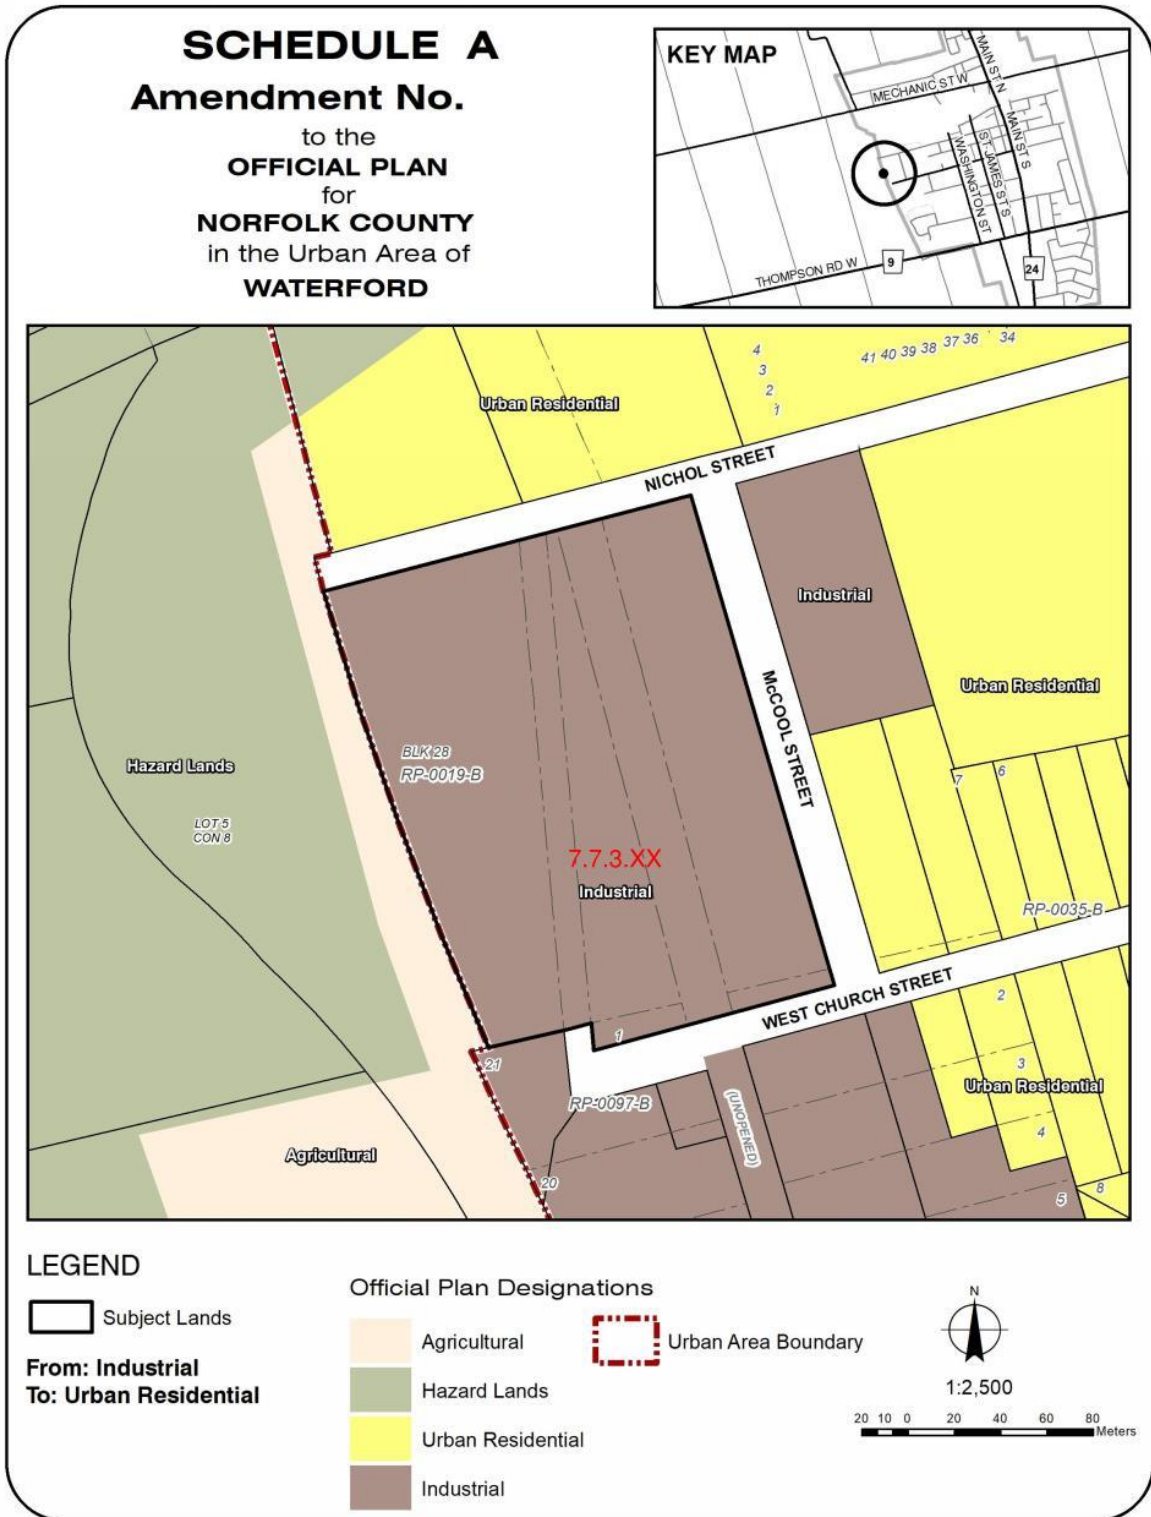 SCHEDULE A
Amendment No.
to the
OFFICIAL PLAN
for
NORFOLK COUNTY
in the Urban Area of
WATERFORD
KEY MAP
MECHANIC ST W
MAIN ST N
MAIN ST S
WASHINGTON ST
ST JAMES ST S
THOMPSON RD W
9
24
4
3
2
1
41 40 39 38 37 36 34
Urban Residential
NICHOL STREET
Industrial
McCOOL STREET
Urban Residential
BLK 28
RP-0019-B
Hazard Lands
LOT 5
CON 8
7 6
7.7.3.XX
Industrial
RP-0035-B
WEST CHURCH STREET
1
2
21
3
RP-0097-B
(UNOPENED)
Urban Residential
4
Agricultural
20
5
8
LEGEND
Subject Lands
From: Industrial
To: Urban Residential
Official Plan Designations
Agricultural
Hazard Lands
Urban Residential
Industrial
Urban Area Boundary
N
1:2,500
20 10 0 20 40 60 80
Meters